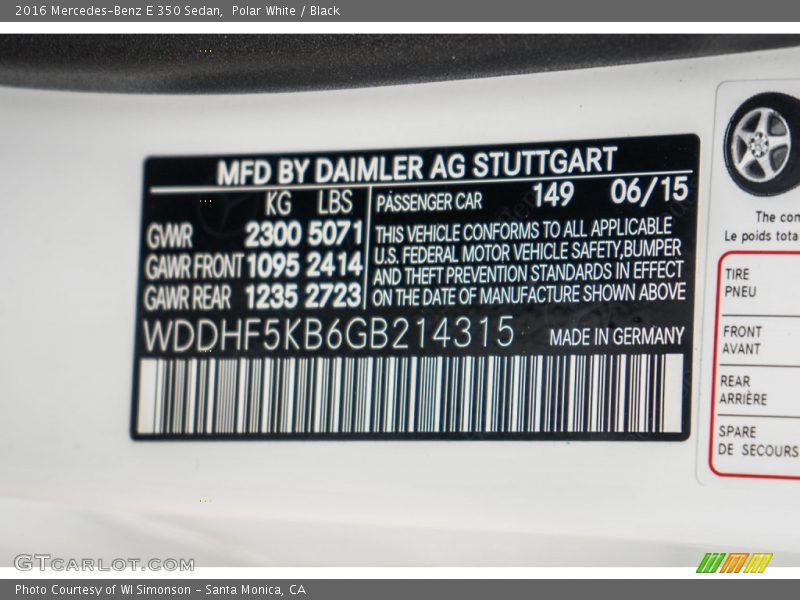 2016 Mercedes-Benz E 350 Sedan, Polar White / Black
MFD BY DAIMLER AG STUTTGART
KG LBS
GWR 2300 5071
GAWR FRONT 1095 2414
GAWR REAR 1235 2723
PASSENGER CAR 149 06/15
THIS VEHICLE CONFORMS TO ALL APPLICABLE
U.S. FEDERAL MOTOR VEHICLE SAFETY, BUMPER
AND THEFT PREVENTION STANDARDS IN EFFECT
ON THE DATE OF MANUFACTURE SHOWN ABOVE
WDDHF5KB6GB214315 MADE IN GERMANY
The com
Le poids tota
TIRE
PNEU
FRONT
AVANT
REAR
ARRIÈRE
SPARE
DE SECOURS
GTCARLOT.COM
Photo Courtesy of WI Simonson - Santa Monica, CA